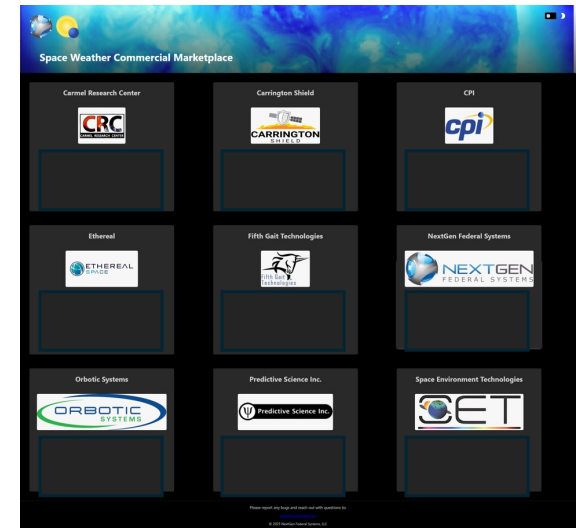 Space Weather Commercial Marketplace
Carmel Research Center
CRC
CARMEL RESEARCH CENTER
Carrington Shield
CARRINGTON
SHIELD
CPI
cpi
Ethereal
ETHEREAL
SPACE
Fifth Gait Technologies
Fifth Gait
Technologies
NextGen Federal Systems
NEXTGEN
FEDERAL SYSTEMS
Orbotic Systems
ORBOTIC
SYSTEMS
Predictive Science Inc.
Predictive Science Inc.
Space Environment Technologies
SET
Please report any bugs and reach out with questions to:
© 2025 NextGen Federal Systems, LLC